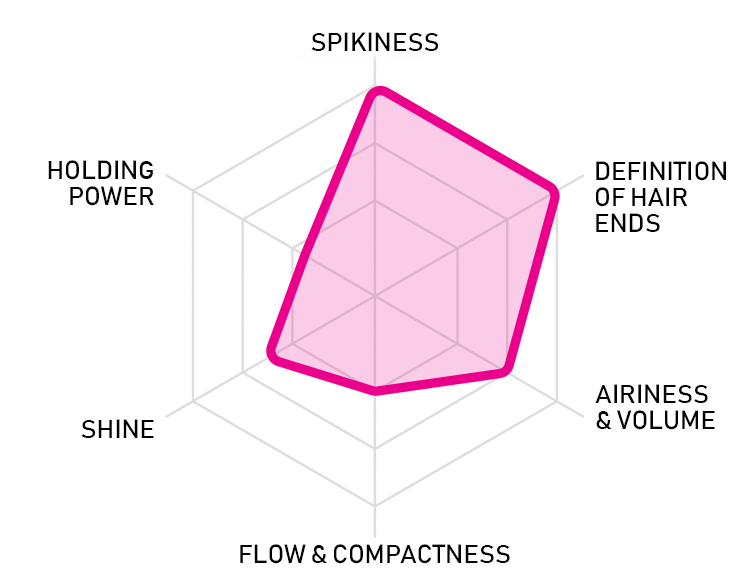 SPIKINESS
HOLDING
POWER
DEFINITION
OF HAIR
ENDS
SHINE
AIRINESS
& VOLUME
FLOW & COMPACTNESS